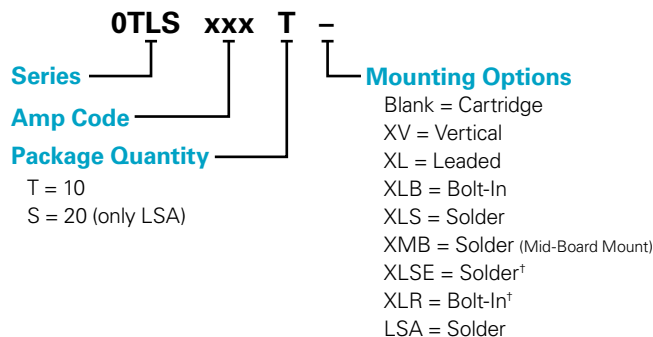 0TLS xxx T –
Series
Mounting Options
Blank = Cartridge
Amp Code
XV = Vertical
Package Quantity
XL = Leaded
T = 10
XLB = Bolt-In
S = 20 (only LSA)
XLS = Solder
XMB = Solder (Mid-Board Mount)
XLSE = Solder†
XLR = Bolt-In†
LSA = Solder